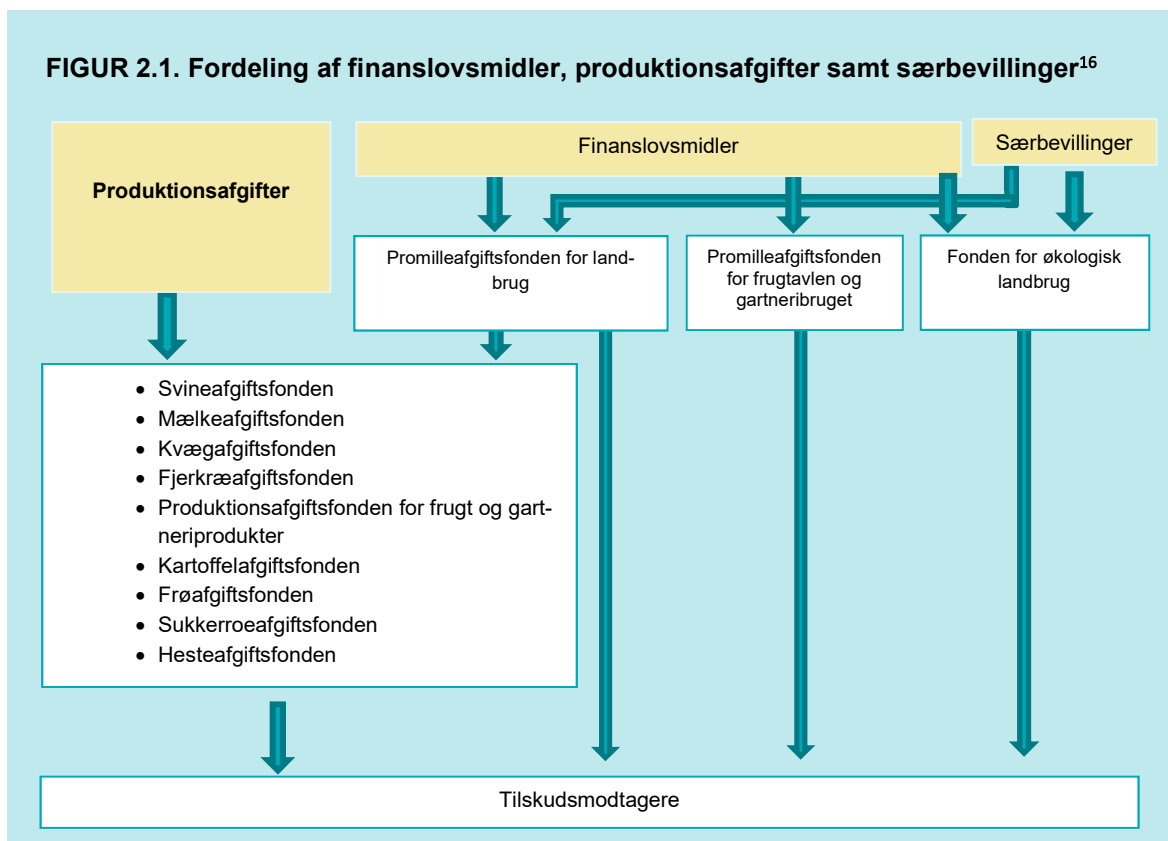 FIGUR 2.1. Fordeling af finanslovsmidler, produktionsafgifter samt særbevillinger16
Produktionsafgifter
Finanslovsmidler
Særbevillinger
Promilleafgiftsfonden for land-
brug
Promilleafgiftsfonden
for frugtavlen og
gartneribruget
Fonden for økologisk
landbrug
• Svineafgiftsfonden
• Mælkeafgiftsfonden
• Kvægafgiftsfonden
• Fjerkræafgiftsfonden
• Produktionsafgiftsfonden for frugt og gart-
neriprodukter
• Kartoffelafgiftsfonden
• Frøafgiftsfonden
• Sukkerroeafgiftsfonden
• Hesteafgiftsfonden
Tilskudsmodtagere